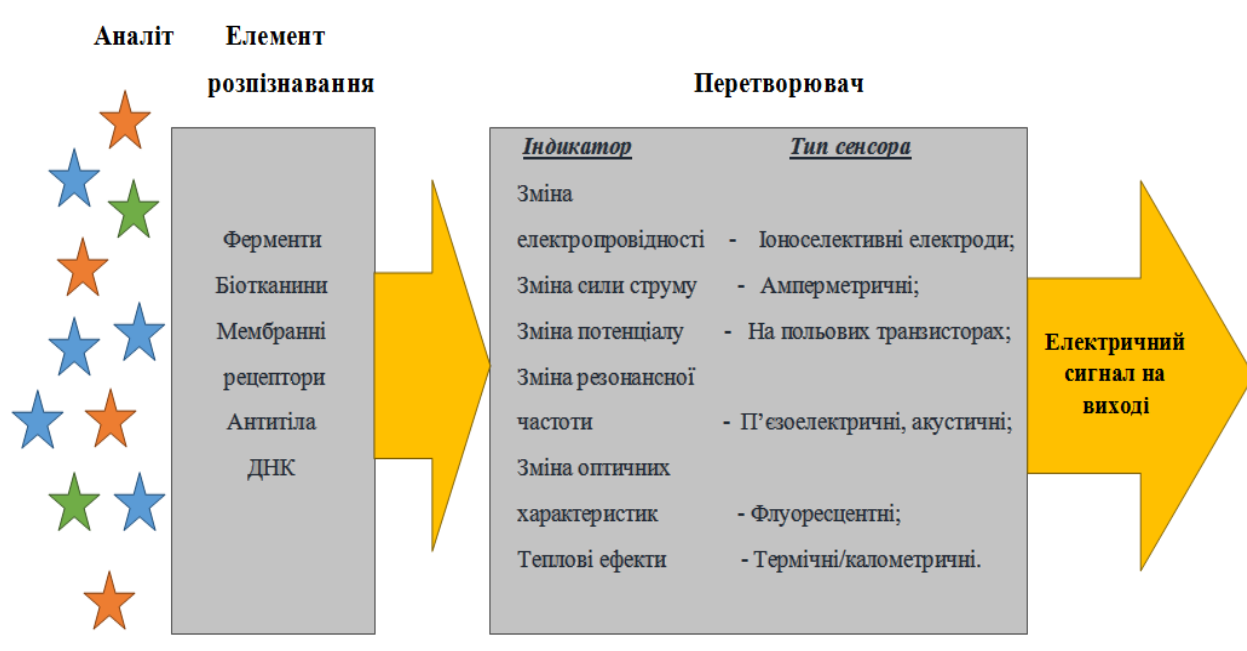 Аналіт
Елемент
розпізнавання
Перетворювач
Ферменти
Біотканини
Мембранні
рецептори
Антитіла
ДНК
Індикатор Тип сенсора
Зміна
електропровідності - Іоноселективні електроди;
Зміна сили струму - Амперметричні;
Зміна потенціалу - На польових транзисторах;
Зміна резонансної
частоти - П’єзоелектричні, акустичні;
Зміна оптичних
характеристик - Флуоресцентні;
Теплові ефекти - Термічні/калометричні.
Електричний
сигнал на
виході